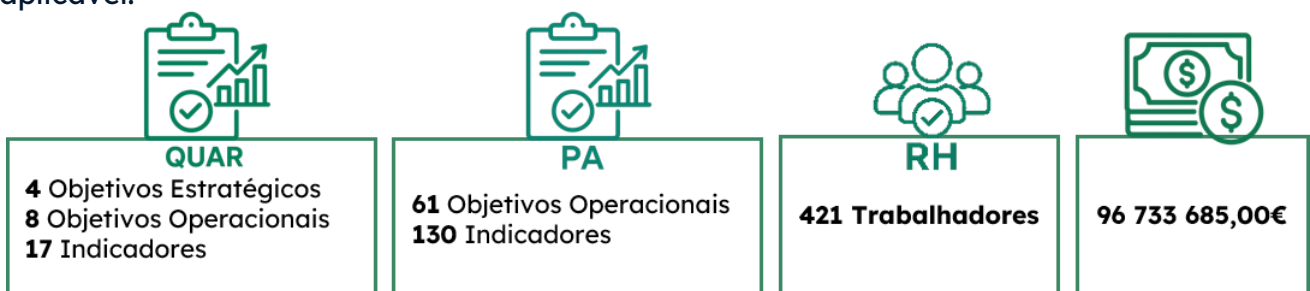 aplicável.
QUAR
4 Objetivos Estratégicos
8 Objetivos Operacionais
17 Indicadores
PA
61 Objetivos Operacionais
130 Indicadores
RH
421 Trabalhadores
$
$
96 733 685,00€